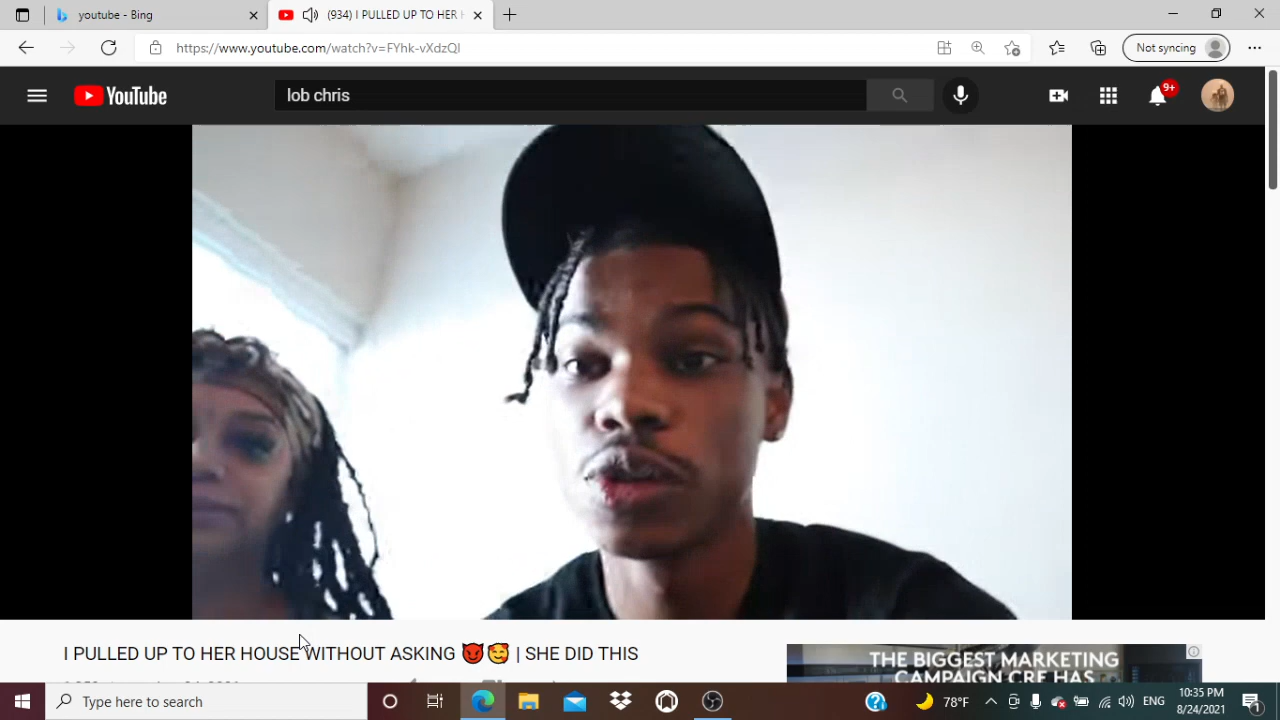 youtube - Bing
(934) I PULLED UP TO HER H
https://www.youtube.com/watch?v=FYhk-vXdzQI
Not syncing
YouTube
lob chris
9+
I PULLED UP TO HER HOUSE WITHOUT ASKING 😈🥰 | SHE DID THIS
THE BIGGEST MARKETING
CAMPAIGN CRE HAS
Type here to search
78°F
ENG
10:35 PM
8/24/2021
1